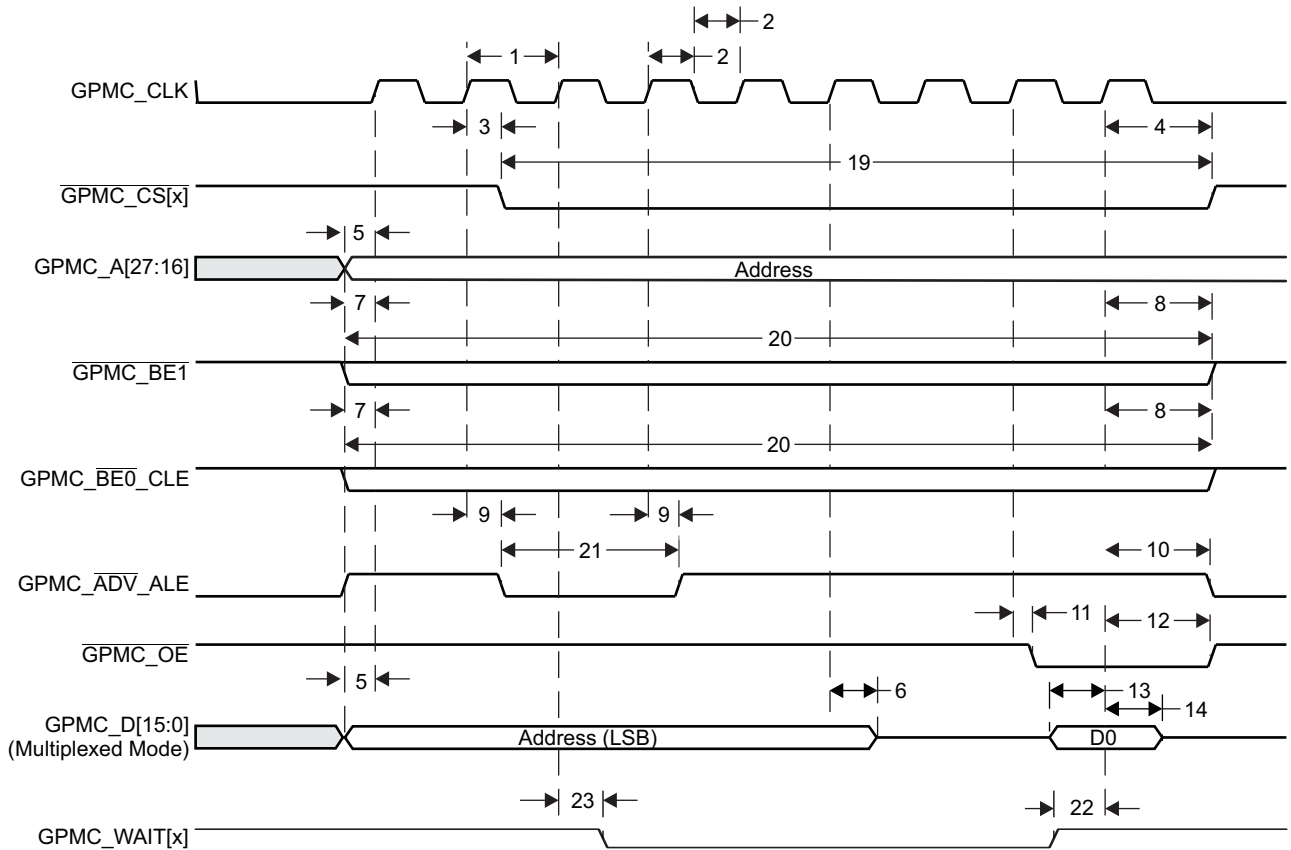 2
1
2
GPMC_CLK
3
4
19
GPMC_CS[x]
5
GPMC_A[27:16]
Address
7
8
20
GPMC_BE1
7
8
20
GPMC_BE0_CLE
9
9
21
10
GPMC_ADV_ALE
11
12
GPMC_OE
5
6
13
14
GPMC_D[15:0]
(Multiplexed Mode)
Address (LSB)
D0
23
22
GPMC_WAIT[x]